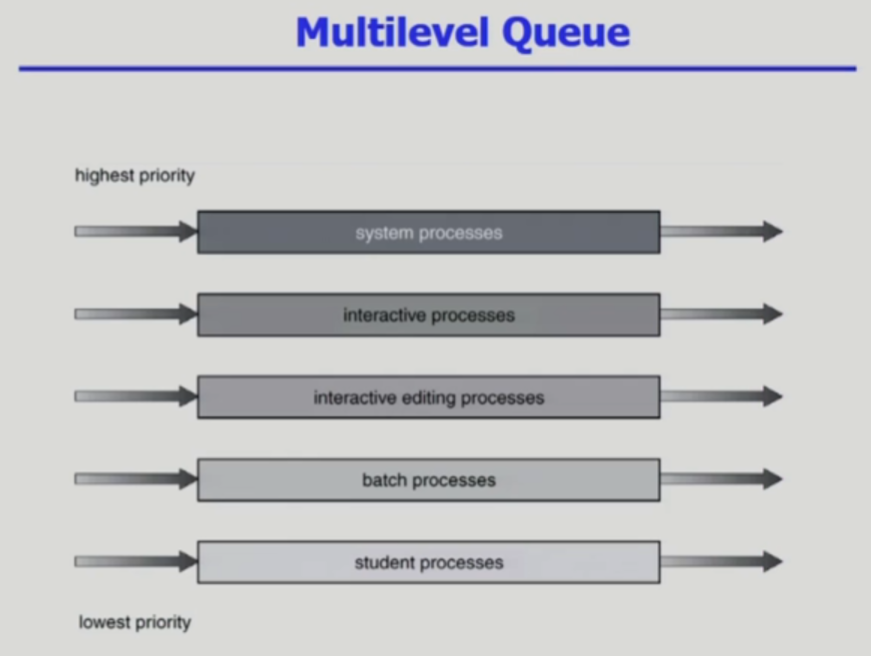 Multilevel Queue
highest priority
system processes
interactive processes
interactive editing processes
batch processes
student processes
lowest priority